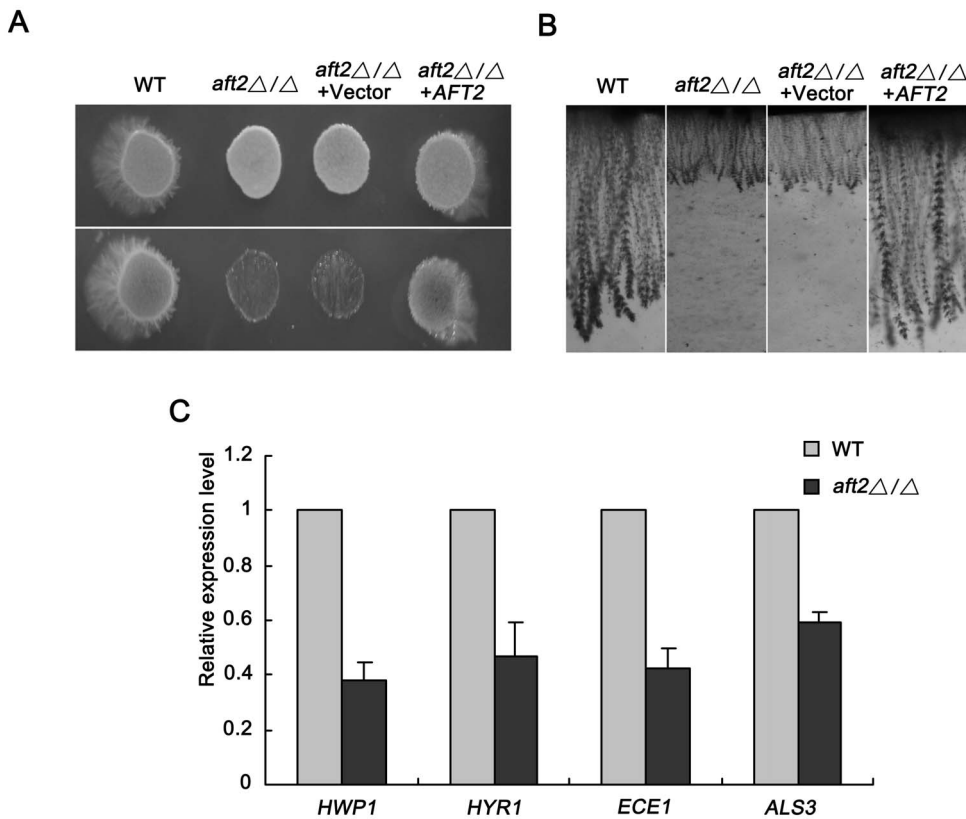 A
WT
aft2△/△
aft2△/△
+Vector
aft2△/△
+AFT2
B
WT
aft2△/△
aft2△/△
+Vector
aft2△/△
+AFT2
C
Relative expression level
1.2
1
0.8
0.6
0.4
0.2
0
HWP1
HYR1
ECE1
ALS3
WT
aft2△/△